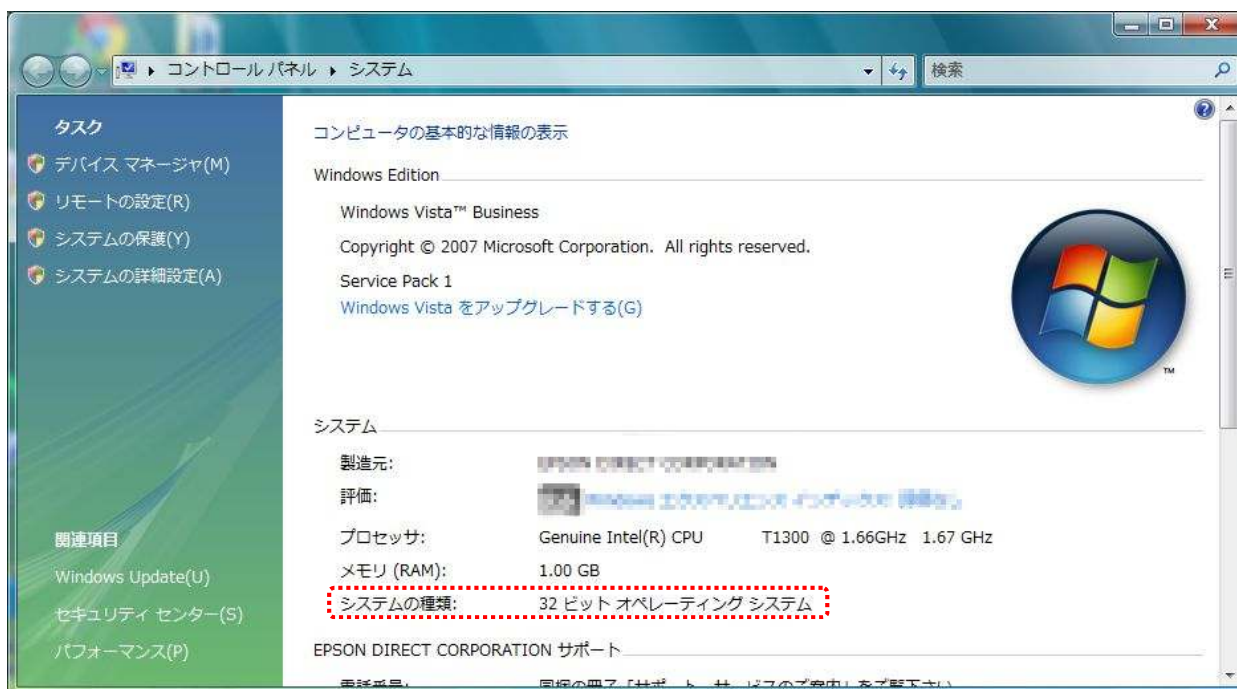 コントロール パネル ▸ システム
検索
タスク
デバイス マネージャ(M)
リモートの設定(R)
システムの保護(Y)
システムの詳細設定(A)
関連項目
Windows Update(U)
セキュリティ センター(S)
パフォーマンス(P)
コンピュータの基本的な情報の表示
Windows Edition
Windows Vista™ Business
Copyright © 2007 Microsoft Corporation. All rights reserved.
Service Pack 1
Windows Vista をアップグレードする(G)
TM
システム
製造元:
評価:
プロセッサ: Genuine Intel(R) CPU T1300 @ 1.66GHz 1.67 GHz
メモリ (RAM): 1.00 GB
システムの種類: 32 ビット オペレーティング システム
EPSON DIRECT CORPORATION サポート